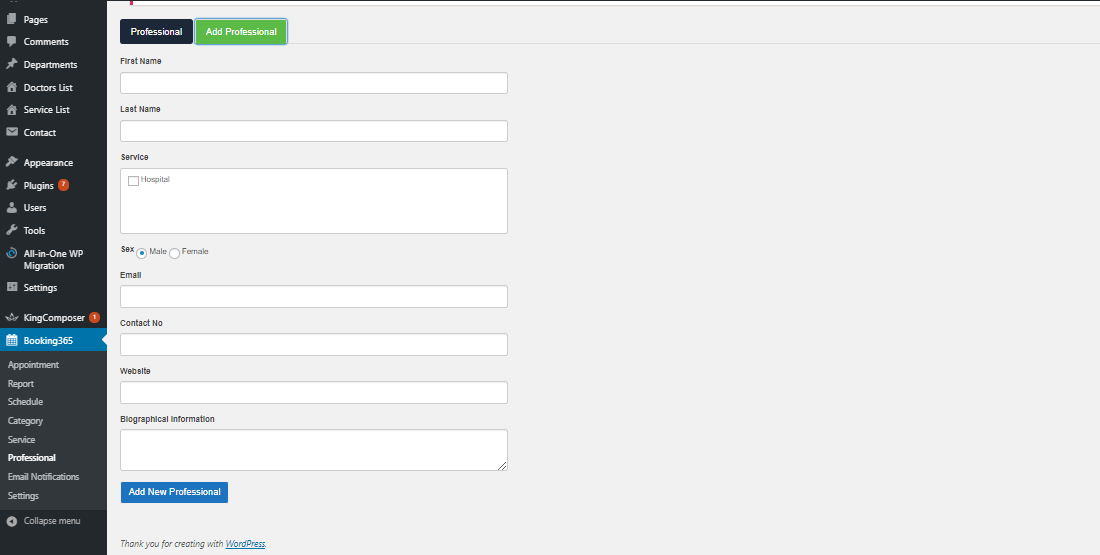 Pages
Comments
Departments
Doctors List
Service List
Contact
Appearance
Plugins 7
Users
Tools
All-in-One WP
Migration
Settings
KingComposer 1
Booking365
Appointment
Report
Schedule
Category
Service
Professional
Email Notifications
Settings
Collapse menu
Professional Add Professional
First Name
Last Name
Service
Hospital
Sex Male Female
Email
Contact No
Website
Biographical Information
Add New Professional
Thank you for creating with WordPress.